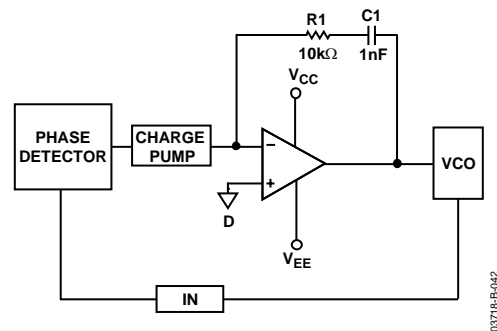 R1
10kΩ
C1
1nF
VCC
PHASE
DETECTOR
CHARGE
PUMP
–
+
D
VEE
VCO
IN
03718-B-042